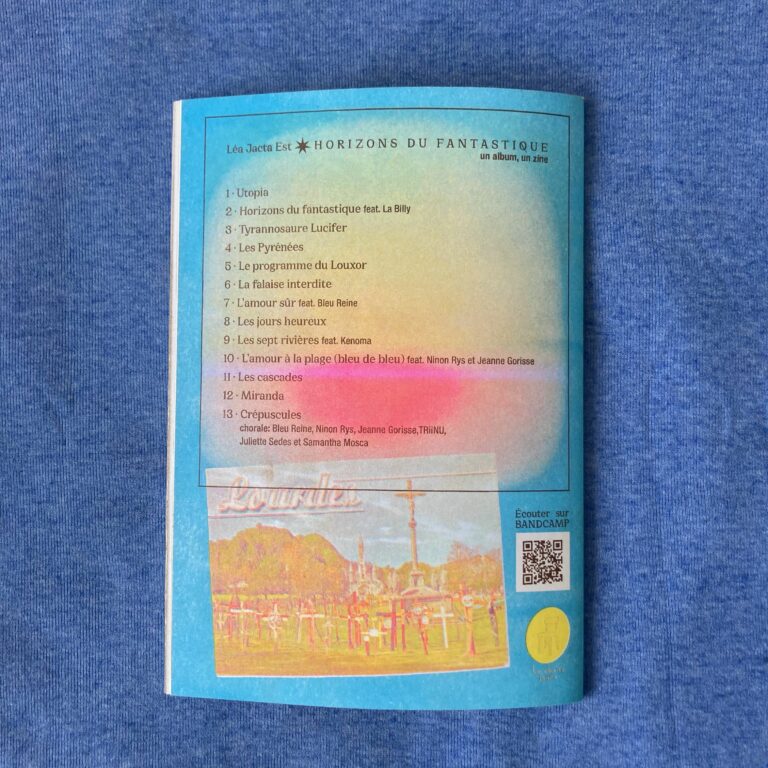 Léa Jacta Est ✷ HORIZONS DU FANTASTIQUE
un album, un zine
1 · Utopia
2 · Horizons du fantastique feat. La Billy
3 · Tyrannosaure Lucifer
4 · Les Pyrénées
5 · Le programme du Louxor
6 · La falaise interdite
7 · L'amour sûr feat. Bleu Reine
8 · Les jours heureux
9 · Les sept rivières feat. Kenoma
10 · L'amour à la plage (bleu de bleu) feat. Ninon Rys et Jeanne Gorisse
11 · Les cascades
12 · Miranda
13 · Crépuscules
chorale: Bleu Reine, Ninon Rys, Jeanne Gorisse, TRiiNU,
Juliette Sedes et Samantha Mosca
Lourdes
Écouter sur
BANDCAMP